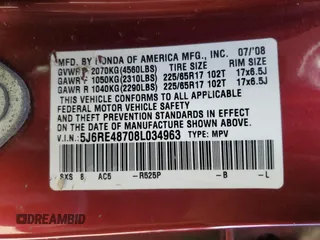 MFD. BY HONDA OF AMERICA MFG., INC. 07/'08
GVWR 2070KG(4560LBS) TIRE SIZE RIM SIZE
GAWR F 1050KG(2310LBS) 225/65R17 102T 17x6.5J
GAWR R 1040KG(2290LBS) 225/65R17 102T 17x6.5J
THIS VEHICLE CONFORMS TO ALL APPLICABLE
FEDERAL MOTOR VEHICLE SAFETY
AND THEFT PREVENTION STANDARDS IN EFFECT ON
THE DATE OF MANUFACTURE SHOWN ABOVE.
V.I.N.: 5J6RE48708L034963 TYPE: MPV
SXS 8 AC5 -R525P -B -L
DREAMBID